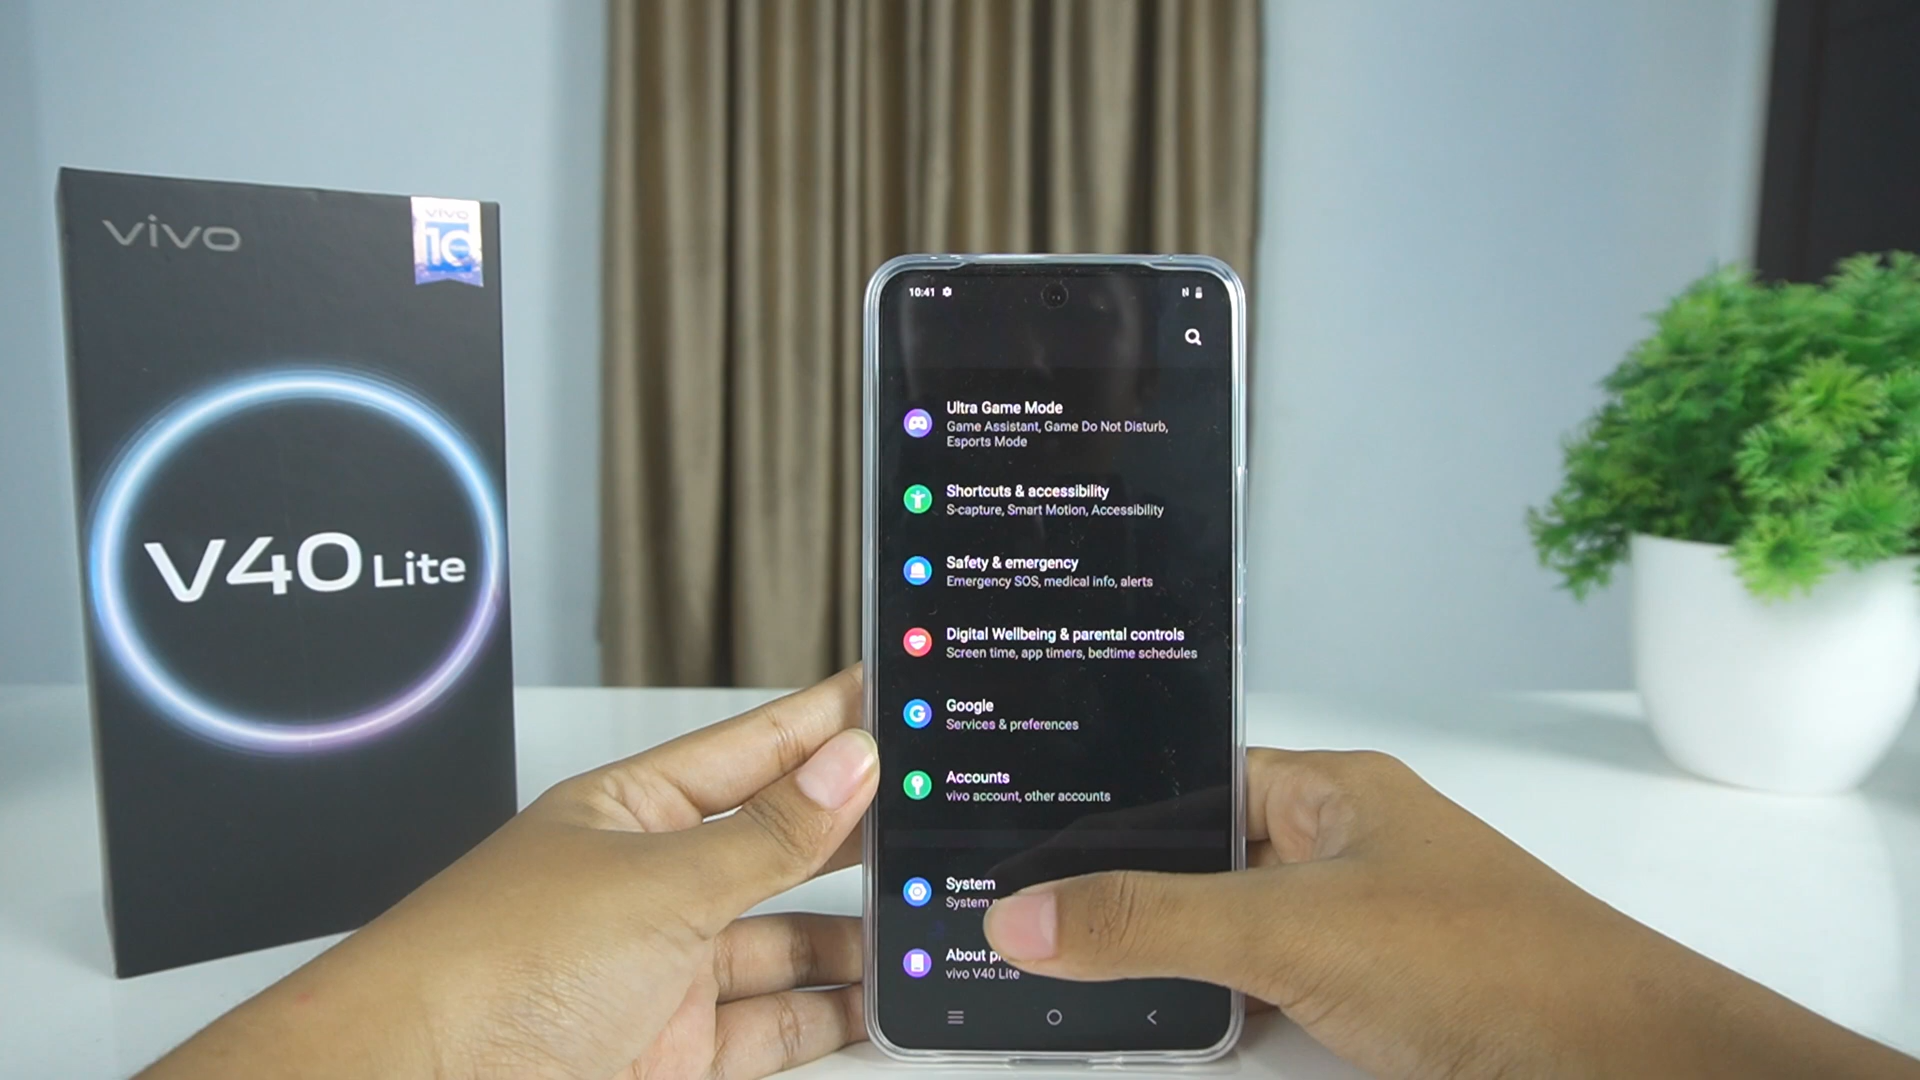 vivo
vivo
10
V40 Lite
10:41
Ultra Game Mode
Game Assistant, Game Do Not Disturb,
Esports Mode
Shortcuts & accessibility
S-capture, Smart Motion, Accessibility
Safety & emergency
Emergency SOS, medical info, alerts
Digital Wellbeing & parental controls
Screen time, app timers, bedtime schedules
Google
Services & preferences
Accounts
vivo account, other accounts
System
System
About
vivo V40 Lite